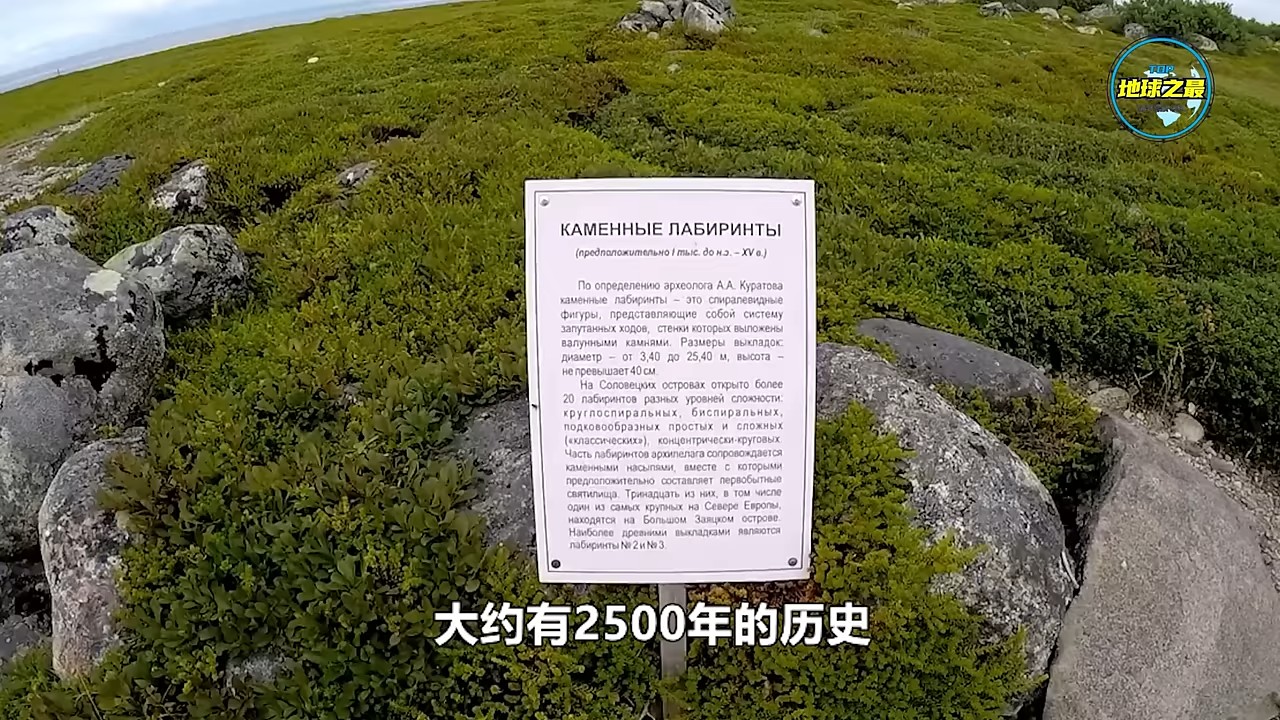 TOP
地球之最
КАМЕННЫЕ ЛАБИРИНТЫ
(предположительно I тыс. до н.э. – XV в.)
По определению археолога А.А. Куратова
каменные лабиринты – это спиралевидные
фигуры, представляющие собой систему
запутанных ходов, стенки которых выложены
валунными камнями. Размеры выкладок:
диаметр – от 3,40 до 25,40 м, высота –
не превышает 40 см.
На Соловецких островах открыто более
20 лабиринтов разных уровней сложности:
круглоспиральных, биспиральных,
подковообразных простых и сложных
(«классических»), концентрически-круговых.
Часть лабиринтов архипелага сопровождается
каменными насыпями, вместе с которыми
предположительно составляет первобытные
святилища. Тринадцать из них, в том числе
один из самых крупных на Севере Европы,
находятся на Большом Заяцком острове.
Наиболее древними выкладками являются
лабиринты № 2 и № 3.
大约有2500年的历史